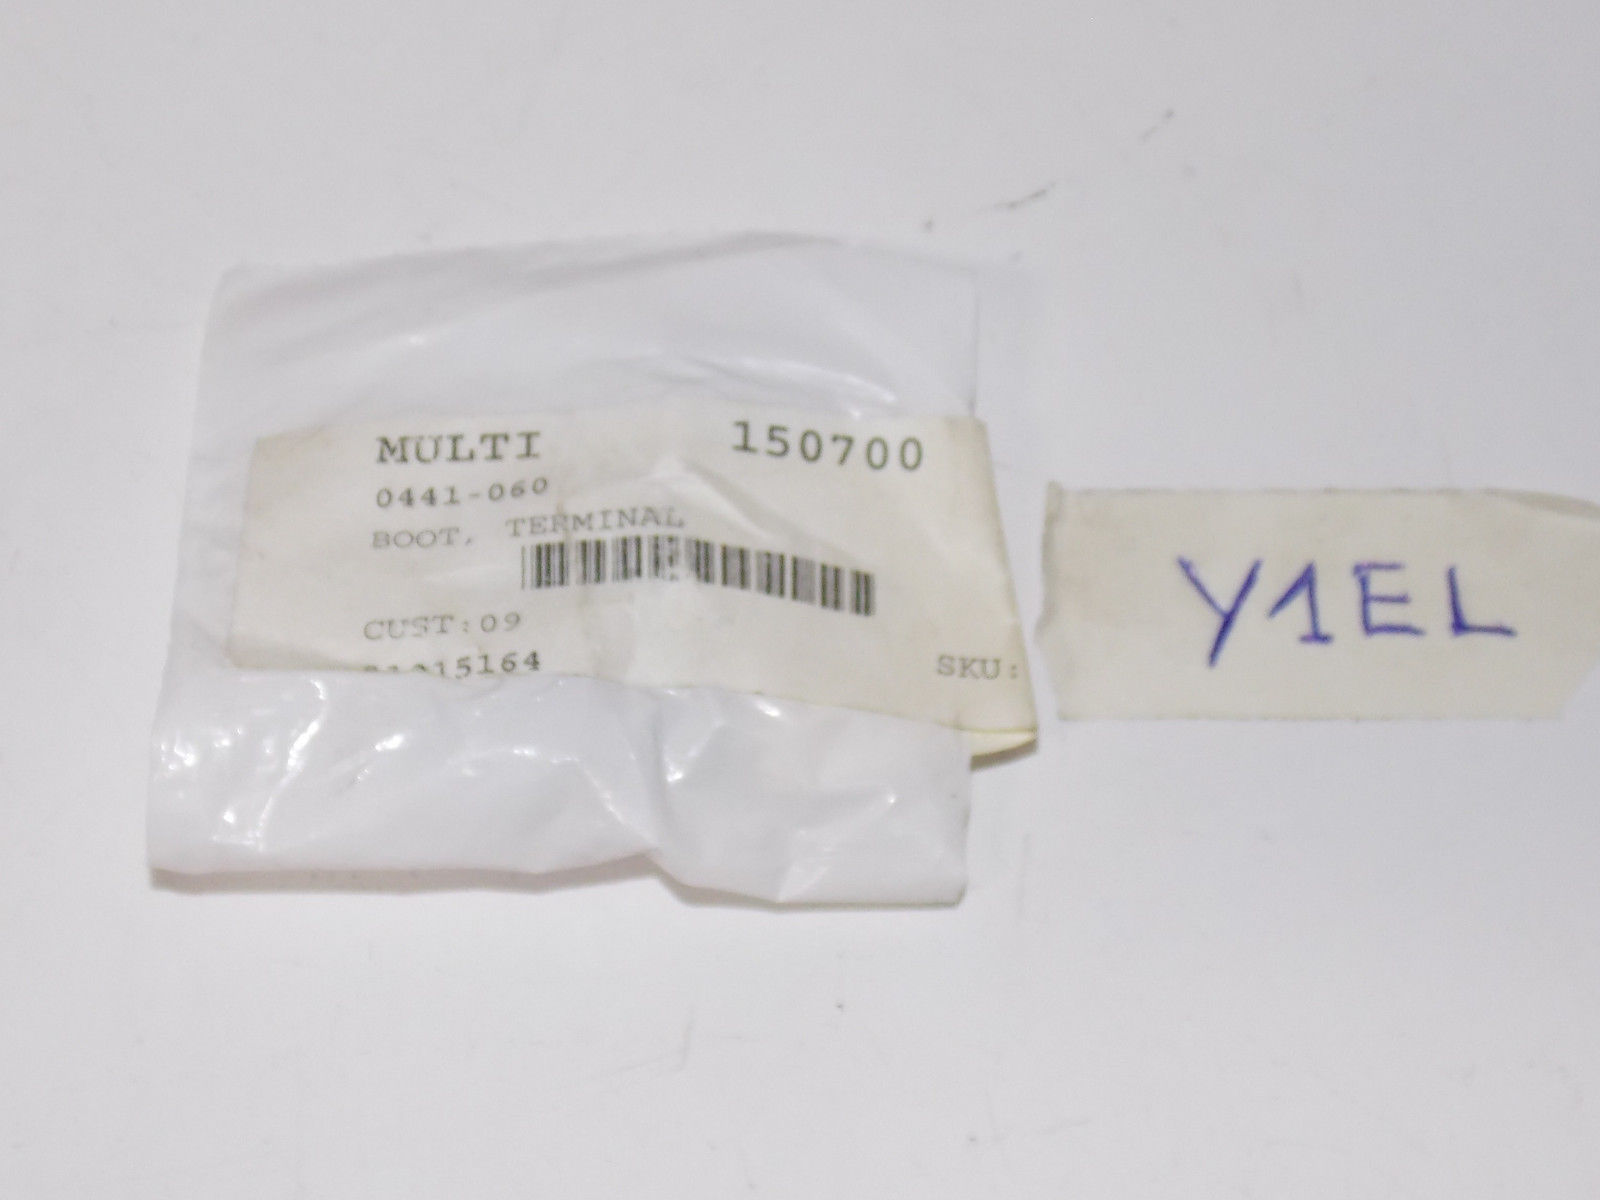 MULTI 150700
0441-060
BOOT, TERMINAL
CUST:09
SKU:
Y1EL